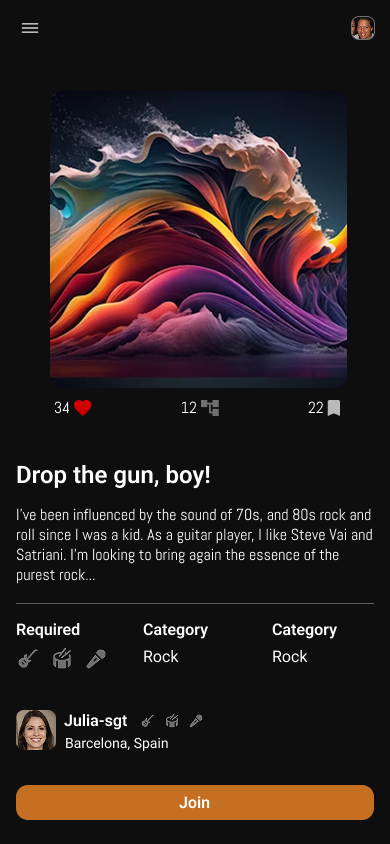 34 12 22
Drop the gun, boy!
I've been influenced by the sound of 70s, and 80s rock and
roll since I was a kid. As a guitar player, I like Steve Vai and
Satriani. I'm looking to bring again the essence of the
purest rock...
Required Category Category
Rock Rock
Julia-sgt
Barcelona, Spain
Join